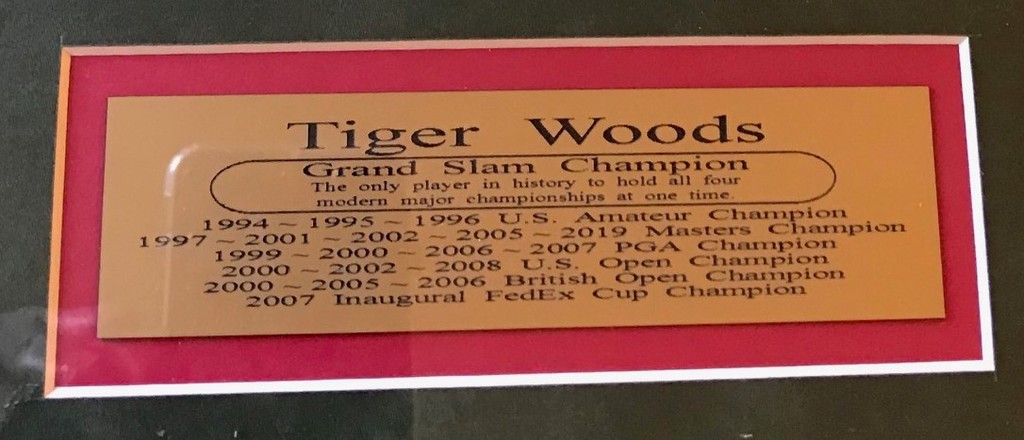 Tiger Woods
Grand Slam Champion
The only player in history to hold all four
modern major championships at one time.
1994 ~ 1995 ~ 1996 U.S. Amateur Champion
1997 ~ 2001 ~ 2002 ~ 2005 ~ 2019 Masters Champion
1999 ~ 2000 ~ 2006 ~ 2007 PGA Champion
2000 ~ 2002 ~ 2008 U.S. Open Champion
2000 ~ 2005 ~ 2006 British Open Champion
2007 Inaugural FedEx Cup Champion